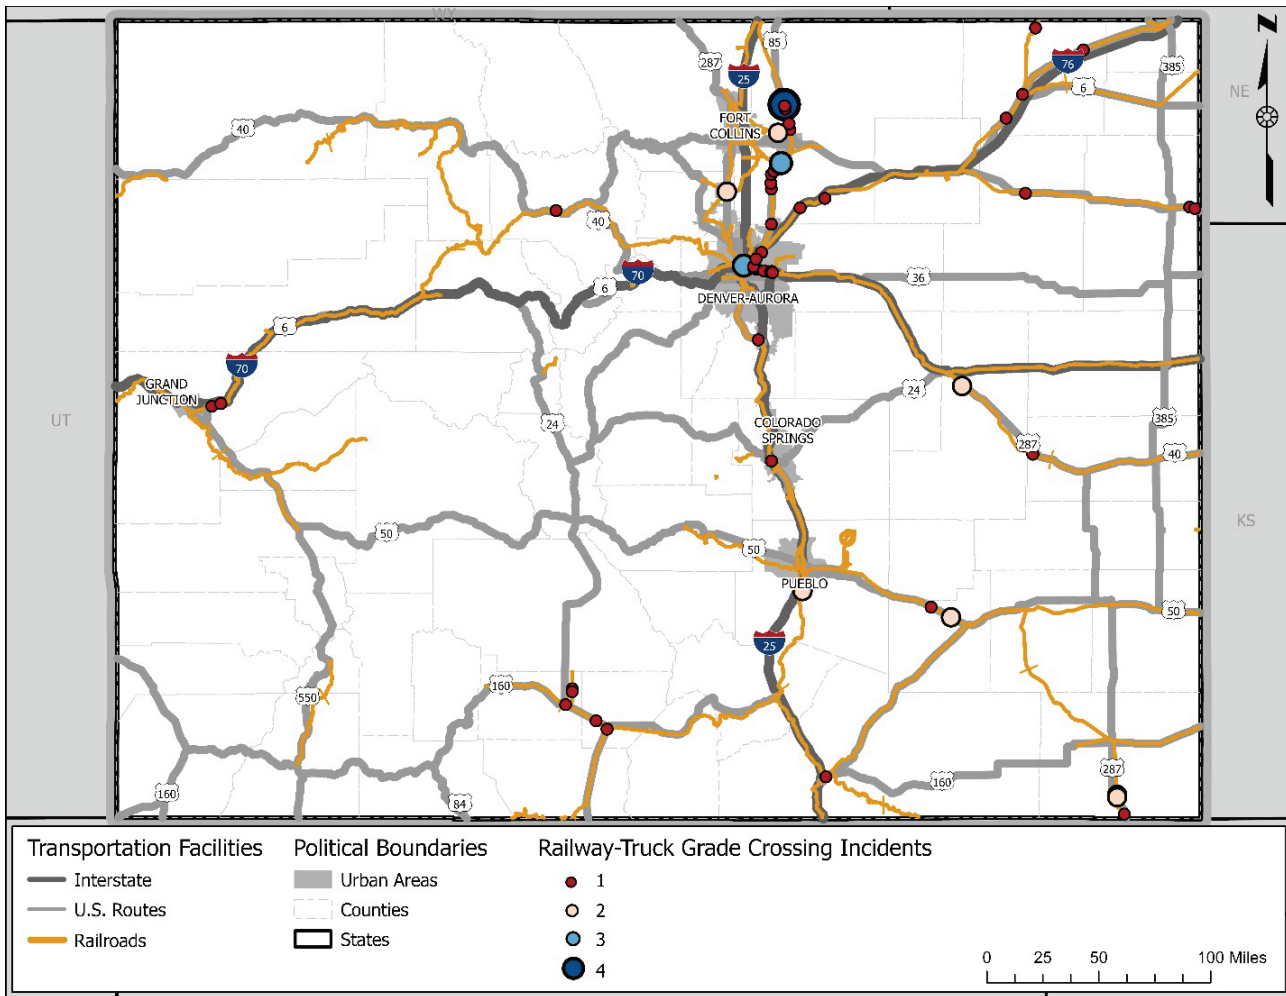 WY
85
287
25
76
385
NE
6
N
FORT
COLLINS
40
40
70
36
6
DENVER-AURORA
6
70
GRAND
JUNCTION
24
UT
24
COLORADO
SPRINGS
385
287
40
KS
50
50
PUEBLO
50
25
160
550
287
160
160
84
Transportation Facilities
Interstate
U.S. Routes
Railroads
Political Boundaries
Urban Areas
Counties
States
Railway-Truck Grade Crossing Incidents
1
2
3
4
0 25 50 100 Miles